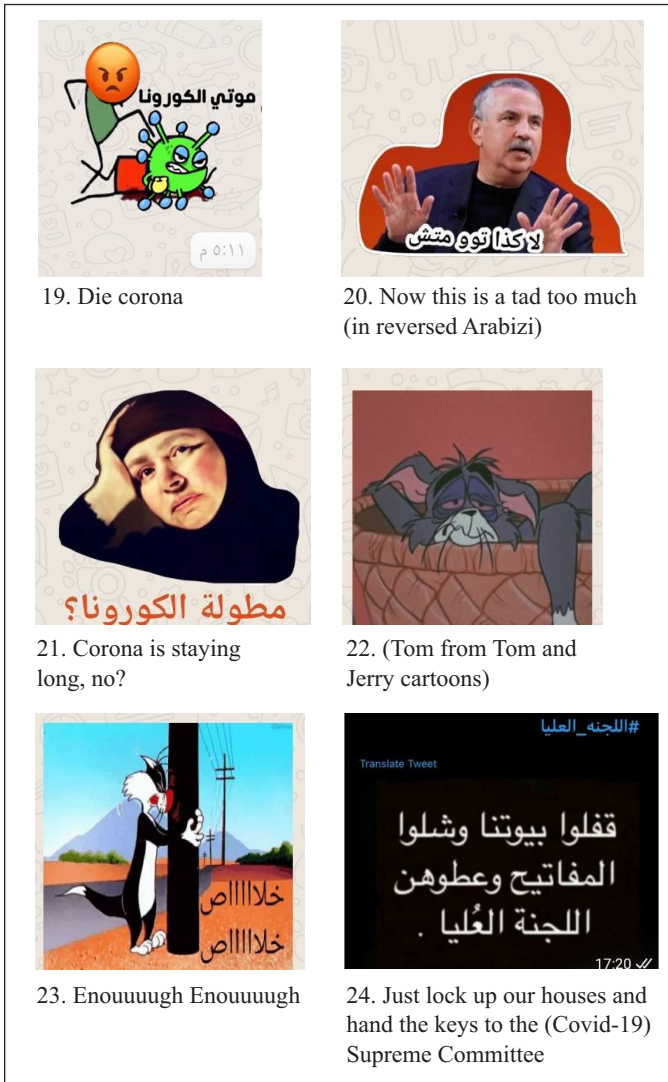 موتي الكورونا
٥:١١ م
19. Die corona
لا كذا توو متش
20. Now this is a tad too much
(in reversed Arabizi)
مطولة الكورونا؟
21. Corona is staying
long, no?
22. (Tom from Tom and
Jerry cartoons)
خلاااااص
خلاااااص
23. Enouuuugh Enouuuugh
#اللجنه_العليا
Translate Tweet
قفلوا بيوتنا وشلوا
المفاتيح وعطوهن
اللجنة العُليا .
17:20
24. Just lock up our houses and
hand the keys to the (Covid-19)
Supreme Committee